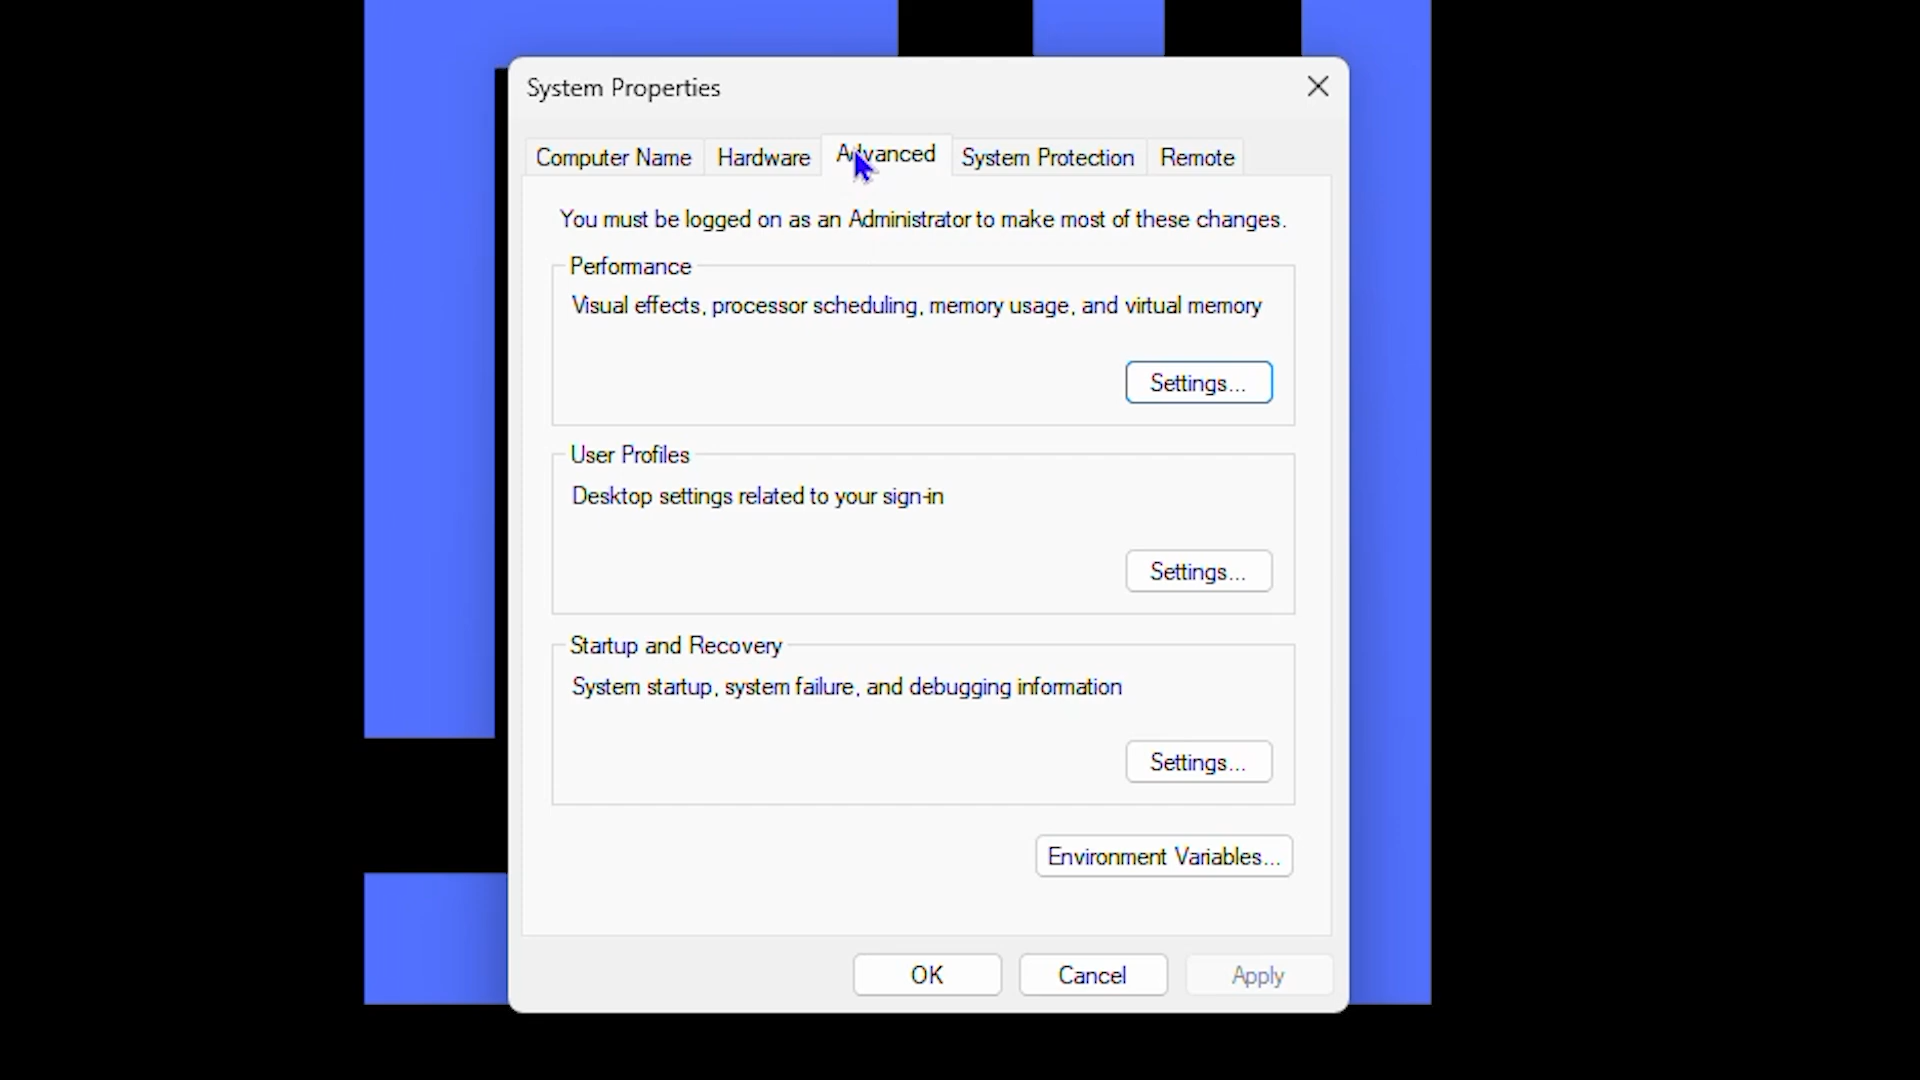 System Properties
Computer Name Hardware Advanced System Protection Remote
You must be logged on as an Administrator to make most of these changes.
Performance
Visual effects, processor scheduling, memory usage, and virtual memory
Settings...
User Profiles
Desktop settings related to your sign-in
Settings...
Startup and Recovery
System startup, system failure, and debugging information
Settings...
Environment Variables...
OK Cancel Apply